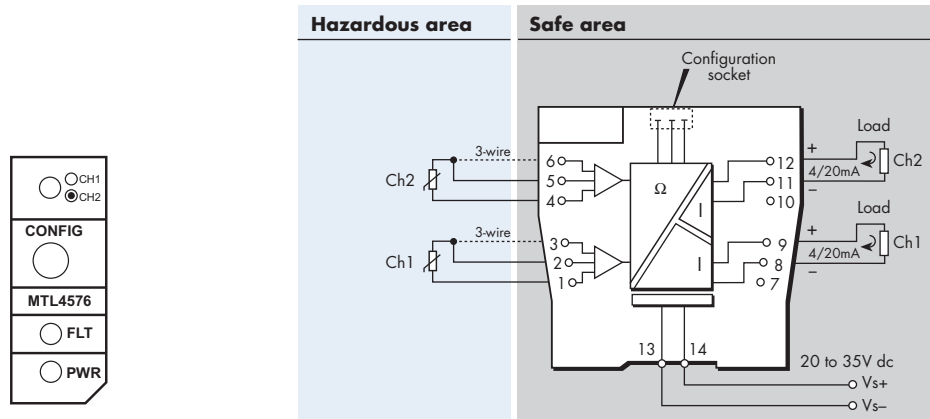 CH1
CH2
CONFIG
MTL4576
FLT
PWR
Hazardous area
Safe area
Configuration
socket
Load
3-wire
6
5
4
Ch2
Ω
I
I
12
11
10
+
4/20mA
–
Ch2
Load
3-wire
3
2
1
Ch1
9
8
7
+
4/20mA
–
Ch1
13
14
20 to 35V dc
Vs+
Vs–